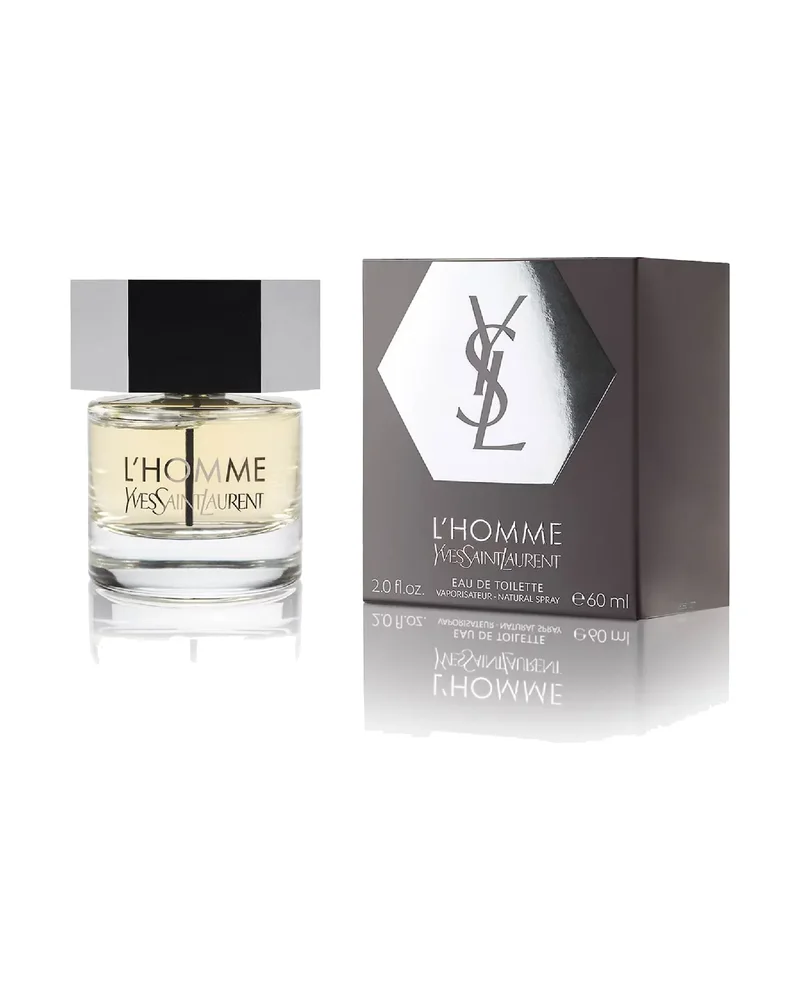 L'HOMME
YVESSAINTLAURENT
YSL
L'HOMME
YVESSAINTLAURENT
EAU DE TOILETTE
2.0 fl.oz. VAPORISATEUR - NATURAL SPRAY ℮60 ml